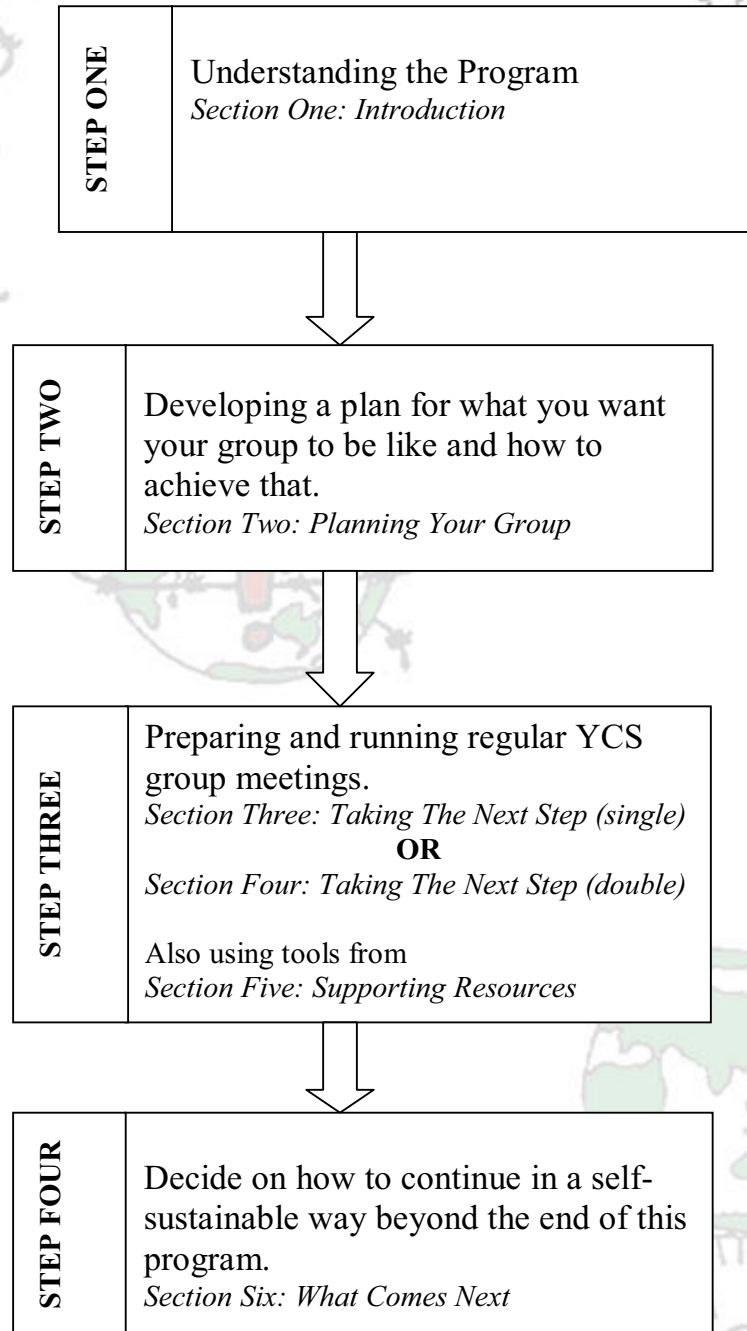 STEP ONE
Understanding the Program
Section One: Introduction
STEP TWO
Developing a plan for what you want
your group to be like and how to
achieve that.
Section Two: Planning Your Group
STEP THREE
Preparing and running regular YCS
group meetings.
Section Three: Taking The Next Step (single)
OR
Section Four: Taking The Next Step (double)
Also using tools from
Section Five: Supporting Resources
STEP FOUR
Decide on how to continue in a self-
sustainable way beyond the end of this
program.
Section Six: What Comes Next